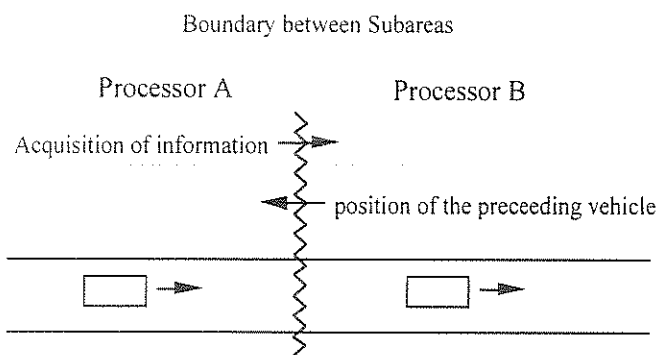 Boundary between Subareas
Processor A
Processor B
Acquisition of information
position of the preceeding vehicle